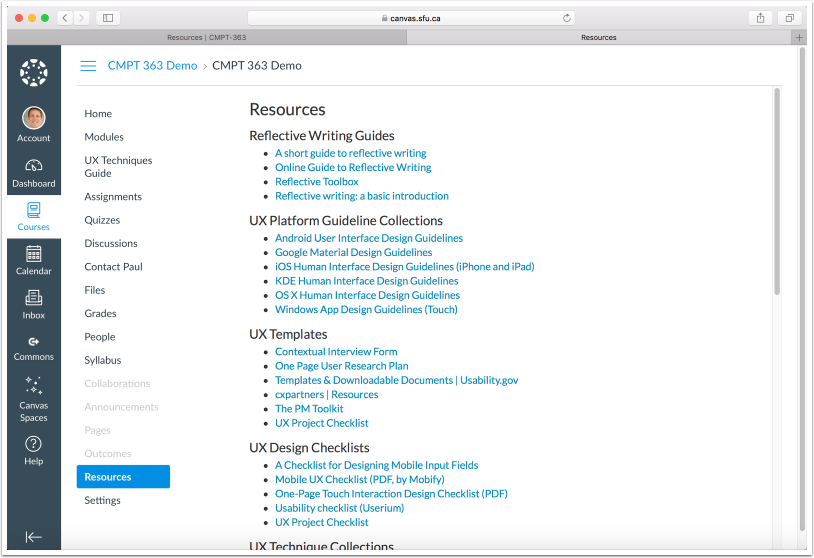 canvas.sfu.ca
Resources | CMPT-363
Resources
CMPT 363 Demo › CMPT 363 Demo
Account
Dashboard
Courses
Calendar
Inbox
Commons
Canvas
Spaces
Help
Home
Modules
UX Techniques
Guide
Assignments
Quizzes
Discussions
Contact Paul
Files
Grades
People
Syllabus
Collaborations
Announcements
Pages
Outcomes
Resources
Settings
Resources
Reflective Writing Guides
A short guide to reflective writing
Online Guide to Reflective Writing
Reflective Toolbox
Reflective writing: a basic introduction
UX Platform Guideline Collections
Android User Interface Design Guidelines
Google Material Design Guidelines
iOS Human Interface Design Guidelines (iPhone and iPad)
KDE Human Interface Design Guidelines
OS X Human Interface Design Guidelines
Windows App Design Guidelines (Touch)
UX Templates
Contextual Interview Form
One Page User Research Plan
Templates & Downloadable Documents | Usability.gov
cxpartners | Resources
The PM Toolkit
UX Project Checklist
UX Design Checklists
A Checklist for Designing Mobile Input Fields
Mobile UX Checklist (PDF, by Mobify)
One-Page Touch Interaction Design Checklist (PDF)
Usability checklist (Userium)
UX Project Checklist
UX Technique Collections